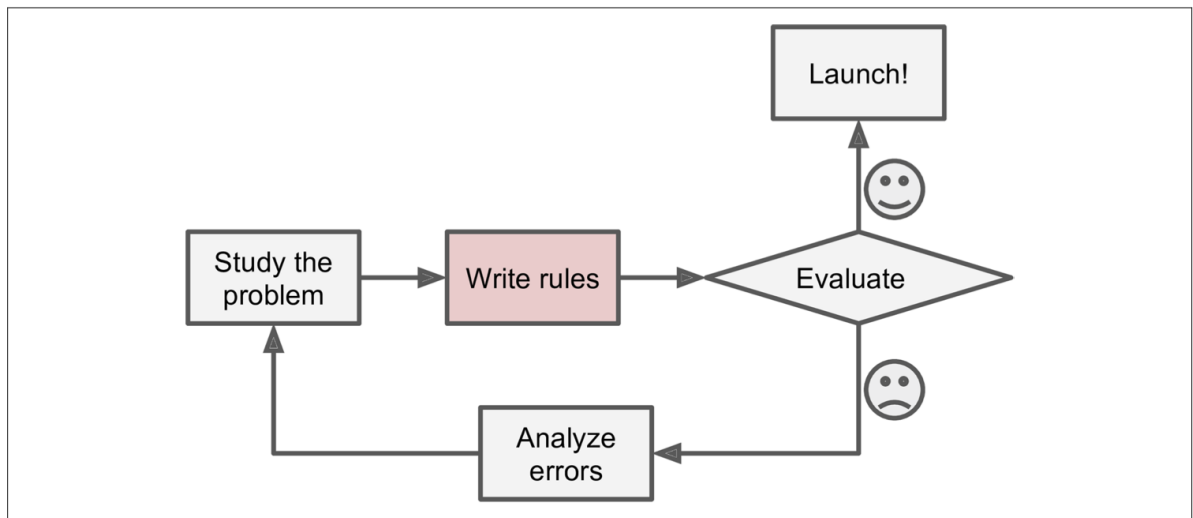 Launch!
Study the
problem
Write rules
Evaluate
Analyze
errors